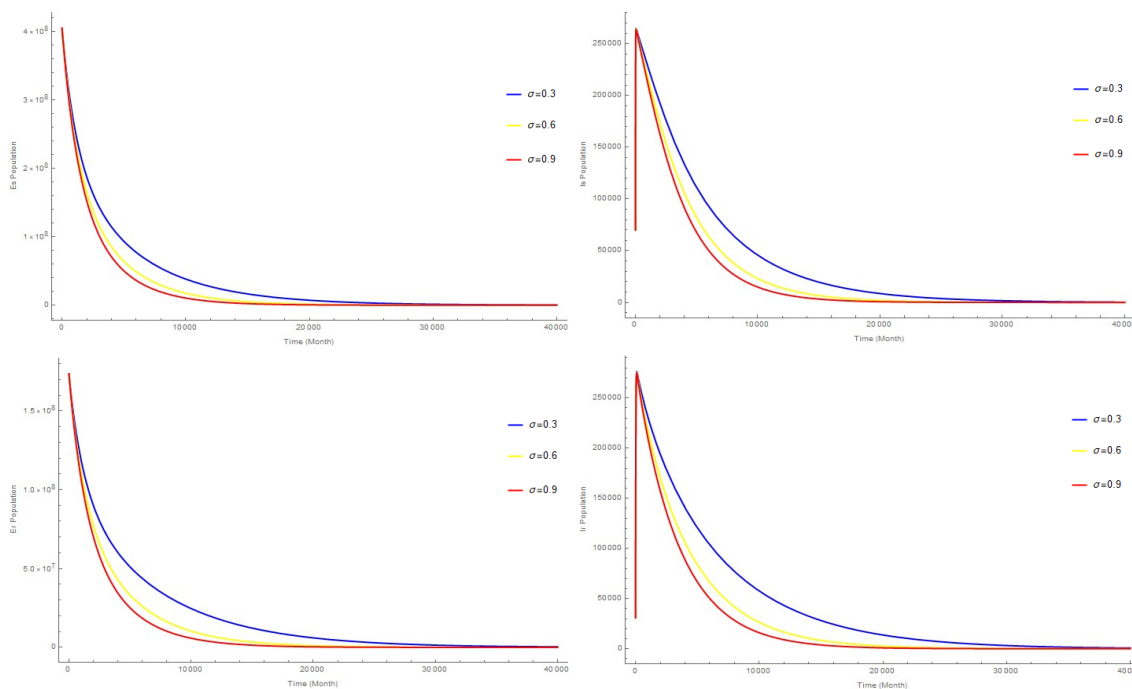 4 × 10⁸
3 × 10⁸
2 × 10⁸
1 × 10⁸
0
Es Population
0 10000 20000 30000 40000
Time (Month)
σ=0.3
σ=0.6
σ=0.9
250000
200000
150000
100000
50000
0
Is Population
0 10000 20000 30000 4000
Time (Month)
σ=0.3
σ=0.6
σ=0.9
1.5 × 10⁸
1.0 × 10⁸
5.0 × 10⁷
0
Er Population
0 10000 20000 30000 40000
Time (Month)
σ=0.3
σ=0.6
σ=0.9
250000
200000
150000
100000
50000
0
Ir Population
0 10000 20000 30000 400
Time (Month)
σ=0.3
σ=0.6
σ=0.9